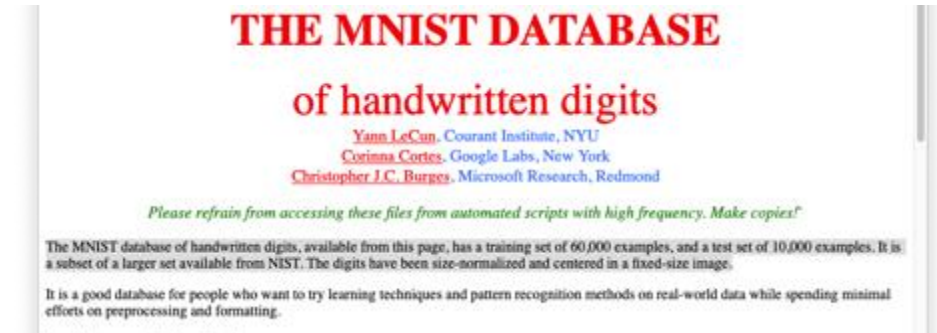 THE MNIST DATABASE
of handwritten digits
Yann LeCun, Courant Institute, NYU
Corinna Cortes, Google Labs, New York
Christopher J.C. Burges, Microsoft Research, Redmond
Please refrain from accessing these files from automated scripts with high frequency. Make copies!
The MNIST database of handwritten digits, available from this page, has a training set of 60,000 examples, and a test set of 10,000 examples. It is
a subset of a larger set available from NIST. The digits have been size-normalized and centered in a fixed-size image.
It is a good database for people who want to try learning techniques and pattern recognition methods on real-world data while spending minimal
efforts on preprocessing and formatting.